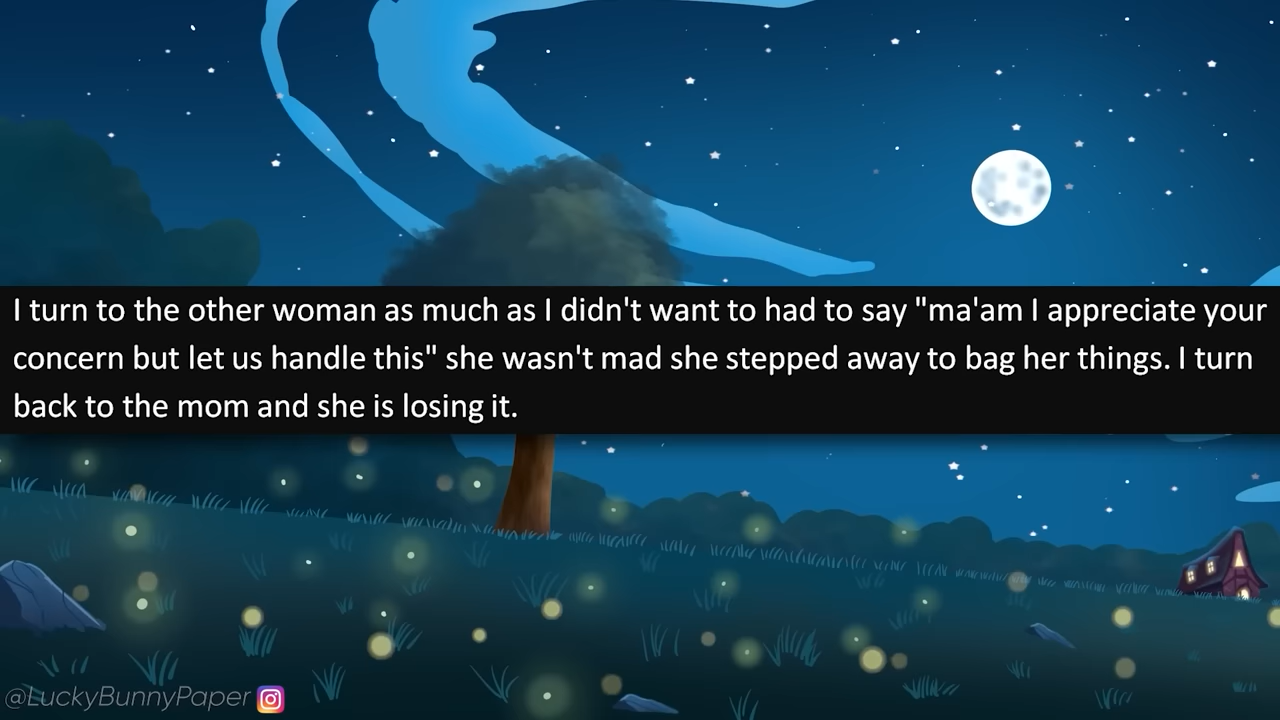 I turn to the other woman as much as I didn't want to had to say "ma'am I appreciate your
concern but let us handle this" she wasn't mad she stepped away to bag her things. I turn
back to the mom and she is losing it.
@LuckyBunnyPaper